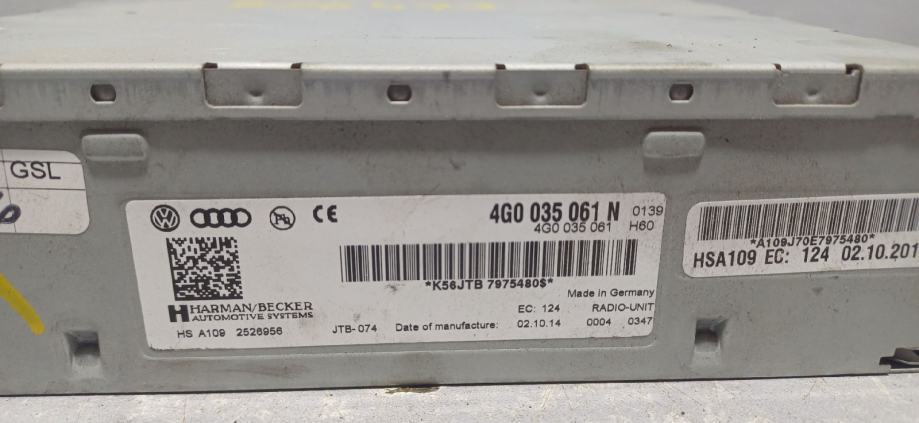 GSL
4G0 035 061 N 0139
4G0 035 061 H60
*K56JTB 7975480$*
Made in Germany
HARMAN/BECKER
AUTOMOTIVE SYSTEMS
EC: 124 RADIO-UNIT
HS A109 2526956 JTB-074 Date of manufacture: 02.10.14 0004 0347
*A109J70E7975480*
HSA109 EC: 124 02.10.201